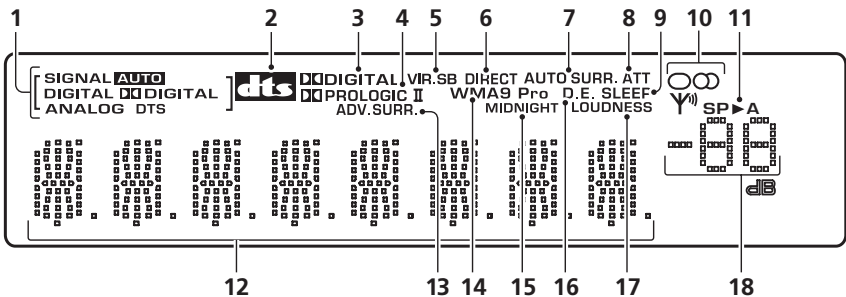 1 2 3 4 5 6 7 8 9 10 11
SIGNAL AUTO dts DIGITAL VIR.SB DIRECT AUTO SURR. ATT
DIGITAL DIGITAL PROLOGIC II WMA9 Pro D.E. SLEEP
ANALOG DTS ADV.SURR. MIDNIGHT LOUDNESS SP►A
dB
12 13 14 15 16 17 18